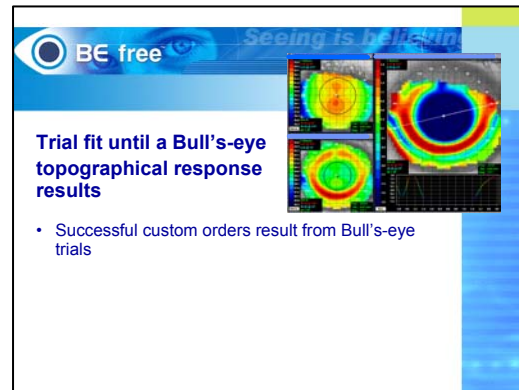 Seeing is believing
BE free
Trial fit until a Bull's-eye
topographical response
results
• Successful custom orders result from Bull's-eye
trials